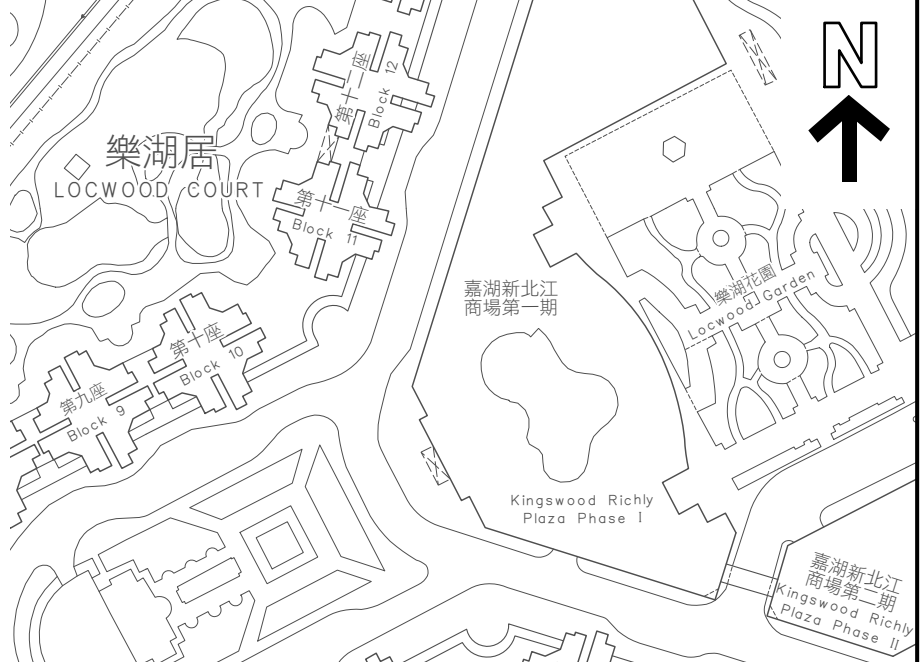 N
第十二座
Block 12
樂湖居
LOCWOOD COURT
第十一座
Block 11
嘉湖新北江
商場第一期
樂湖花園
Locwood Garden
第十座
Block 10
第九座
Block 9
Kingswood Richly
Plaza Phase I
嘉湖新北江
商場第二期
Kingswood Richly
Plaza Phase II